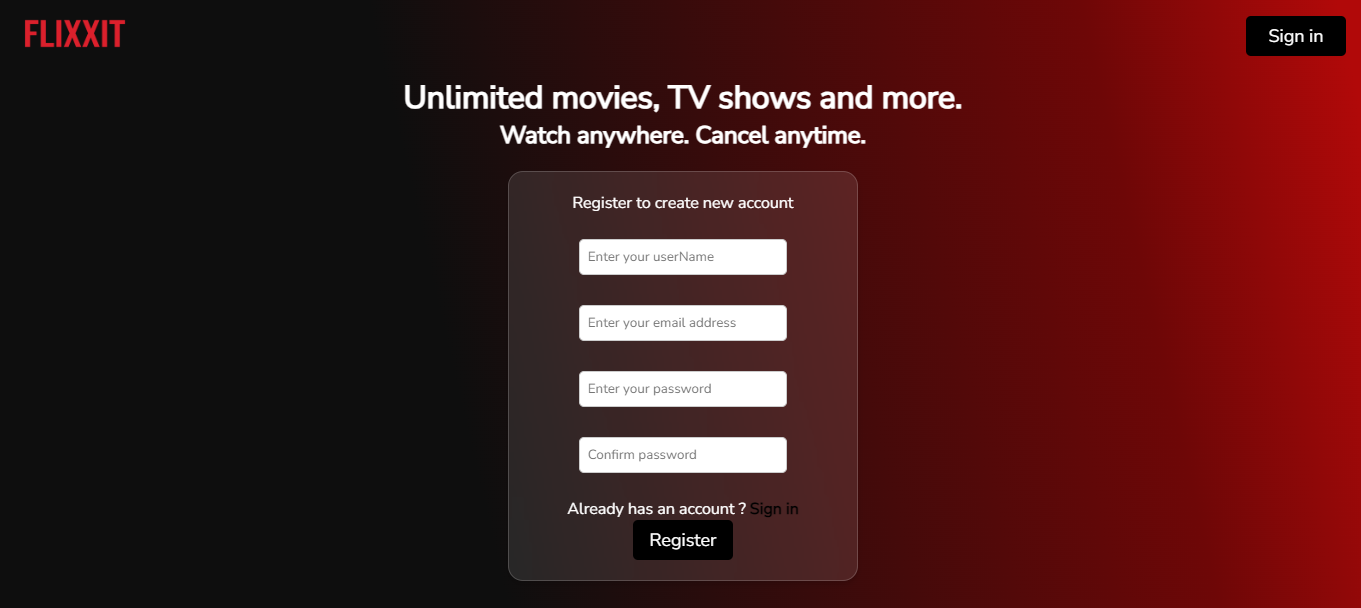 FLIXXIT
Sign in
Unlimited movies, TV shows and more.
Watch anywhere. Cancel anytime.
Register to create new account
Enter your userName
Enter your email address
Enter your password
Confirm password
Already has an account ? Sign in
Register